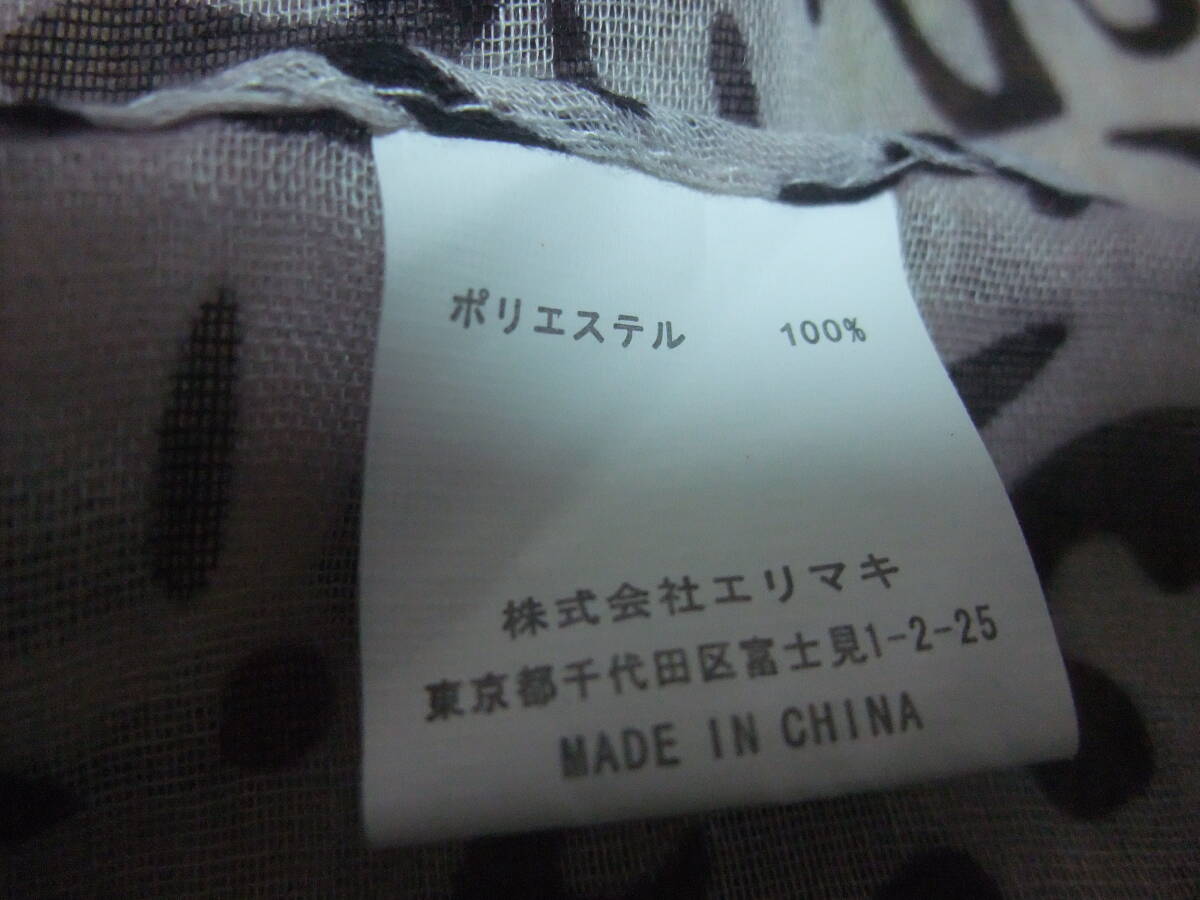 ポリエステル 100%
株式会社エリマキ
東京都千代田区富士見1-2-25
MADE IN CHINA